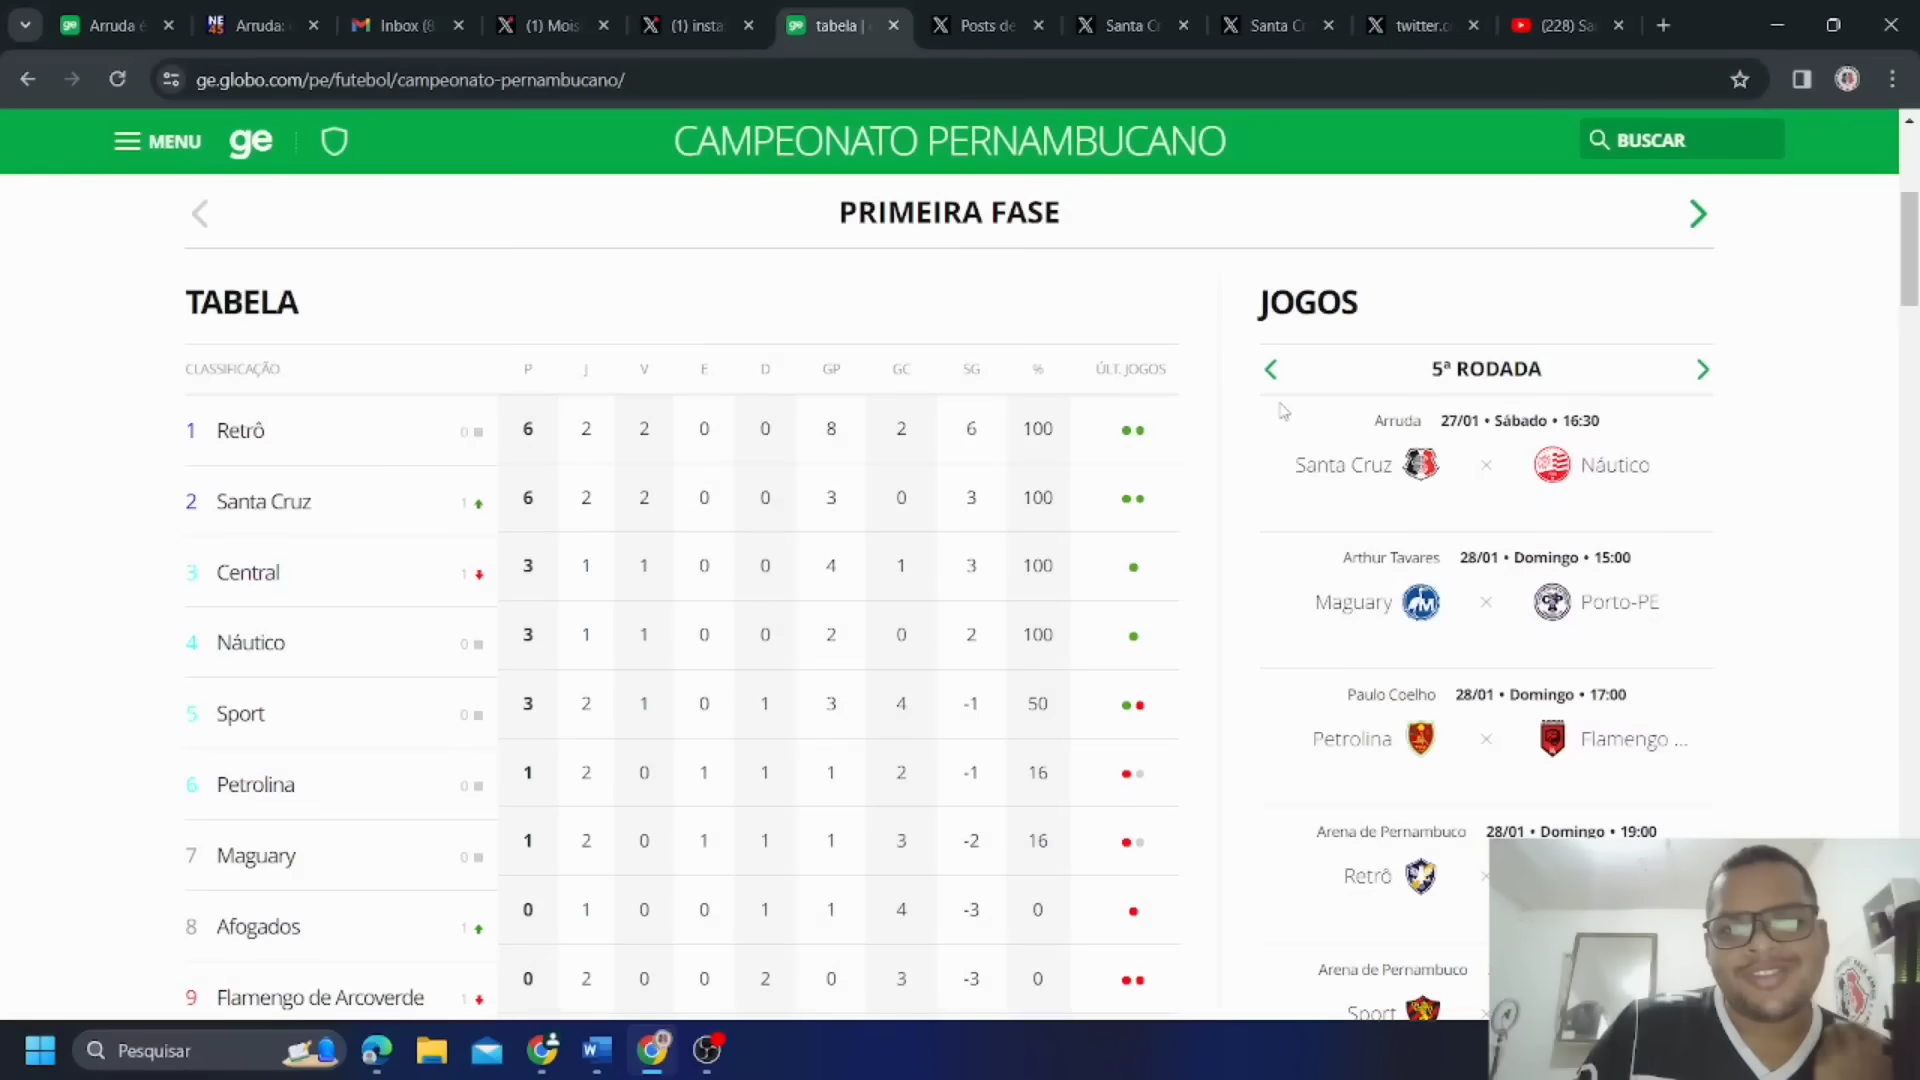 Arruda é
Arruda:
Inbox (8
(1) Mois
(1) insta
tabela |
Posts de
Santa C
Santa C
twitter.c
(228) Sa
ge.globo.com/pe/futebol/campeonato-pernambucano/
MENU ge CAMPEONATO PERNAMBUCANO BUSCAR
PRIMEIRA FASE
TABELA
CLASSIFICAÇÃO P J V E D GP GC SG % ÚLT. JOGOS
1 Retrô 0 6 2 2 0 0 8 2 6 100
2 Santa Cruz 1 6 2 2 0 0 3 0 3 100
3 Central 1 3 1 1 0 0 4 1 3 100
4 Náutico 0 3 1 1 0 0 2 0 2 100
5 Sport 0 3 2 1 0 1 3 4 -1 50
6 Petrolina 0 1 2 0 1 1 1 2 -1 16
7 Maguary 0 1 2 0 1 1 1 3 -2 16
8 Afogados 1 0 1 0 0 1 1 4 -3 0
9 Flamengo de Arcoverde 1 0 2 0 0 2 0 3 -3 0
JOGOS
5ª RODADA
Arruda 27/01 • Sábado • 16:30
Santa Cruz × Náutico
Arthur Tavares 28/01 • Domingo • 15:00
Maguary × Porto-PE
Paulo Coelho 28/01 • Domingo • 17:00
Petrolina × Flamengo ...
Arena de Pernambuco 28/01 • Domingo • 19:00
Retrô
Arena de Pernambuco
Sport
Pesquisar